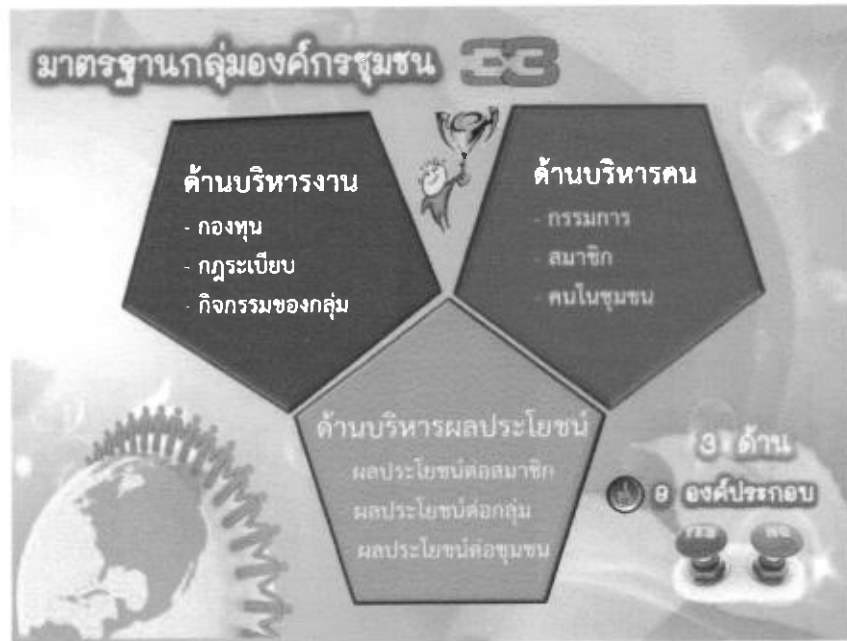 มาตรฐานกลุ่มองค์กรชุมชน 3×3
ด้านบริหารงาน
- กองทุน
- กฎระเบียบ
- กิจกรรมของกลุ่ม
ด้านบริหารคน
- กรรมการ
- สมาชิก
- คนในชุมชน
ด้านบริหารผลประโยชน์
ผลประโยชน์ต่อสมาชิก
ผลประโยชน์ต่อกลุ่ม
ผลประโยชน์ต่อชุมชน
3 ด้าน
9 องค์ประกอบ
YES NO